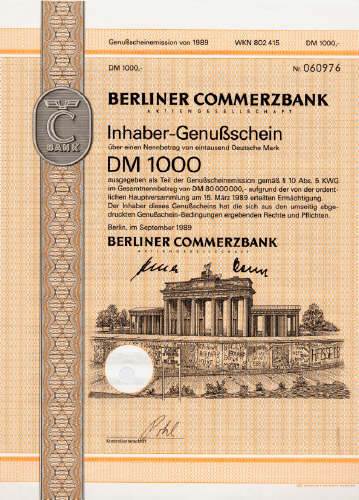 Genußscheinemission von 1989 WKN 802 415 DM 1000,-
DM 1000,- Nr. 060976
C
BANK
BERLINER COMMERZBANK
AKTIENGESELLSCHAFT
Inhaber-Genußschein
über einen Nennbetrag von eintausend Deutsche Mark
DM 1000
ausgegeben als Teil der Genußscheinemission gemäß § 10 Abs. 5 KWG
im Gesamtnennbetrag von DM 80 000 000,- aufgrund der von der ordent-
lichen Hauptversammlung am 15. März 1989 erteilten Ermächtigung.
Der Inhaber dieses Genußscheins hat die sich aus den umseitig abge-
druckten Genußschein-Bedingungen ergebenden Rechte und Pflichten.
Berlin, im September 1989
BERLINER COMMERZBANK
AKTIENGESELLSCHAFT
Kontrollunterschrift